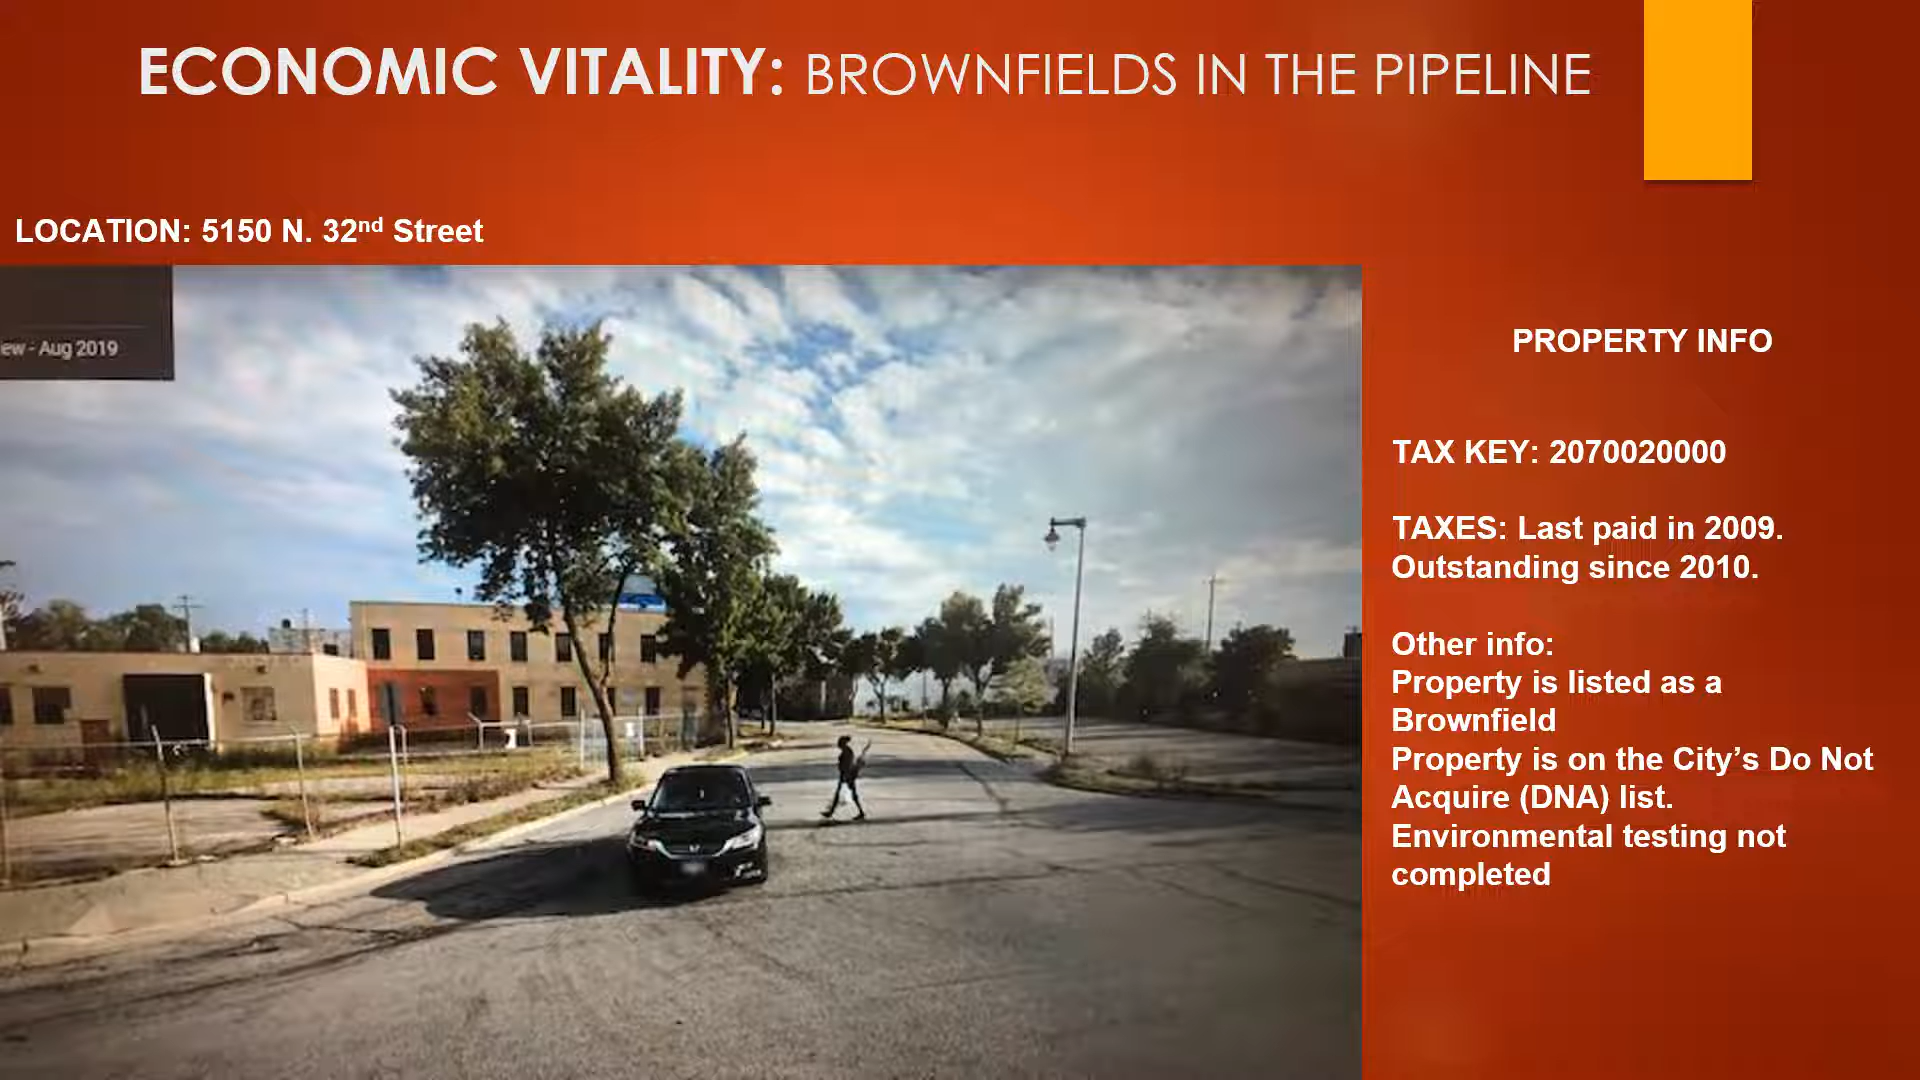 ECONOMIC VITALITY: BROWNFIELDS IN THE PIPELINE
LOCATION: 5150 N. 32nd Street
ew - Aug 2019
PROPERTY INFO
TAX KEY: 2070020000
TAXES: Last paid in 2009.
Outstanding since 2010.
Other info:
Property is listed as a
Brownfield
Property is on the City’s Do Not
Acquire (DNA) list.
Environmental testing not
completed